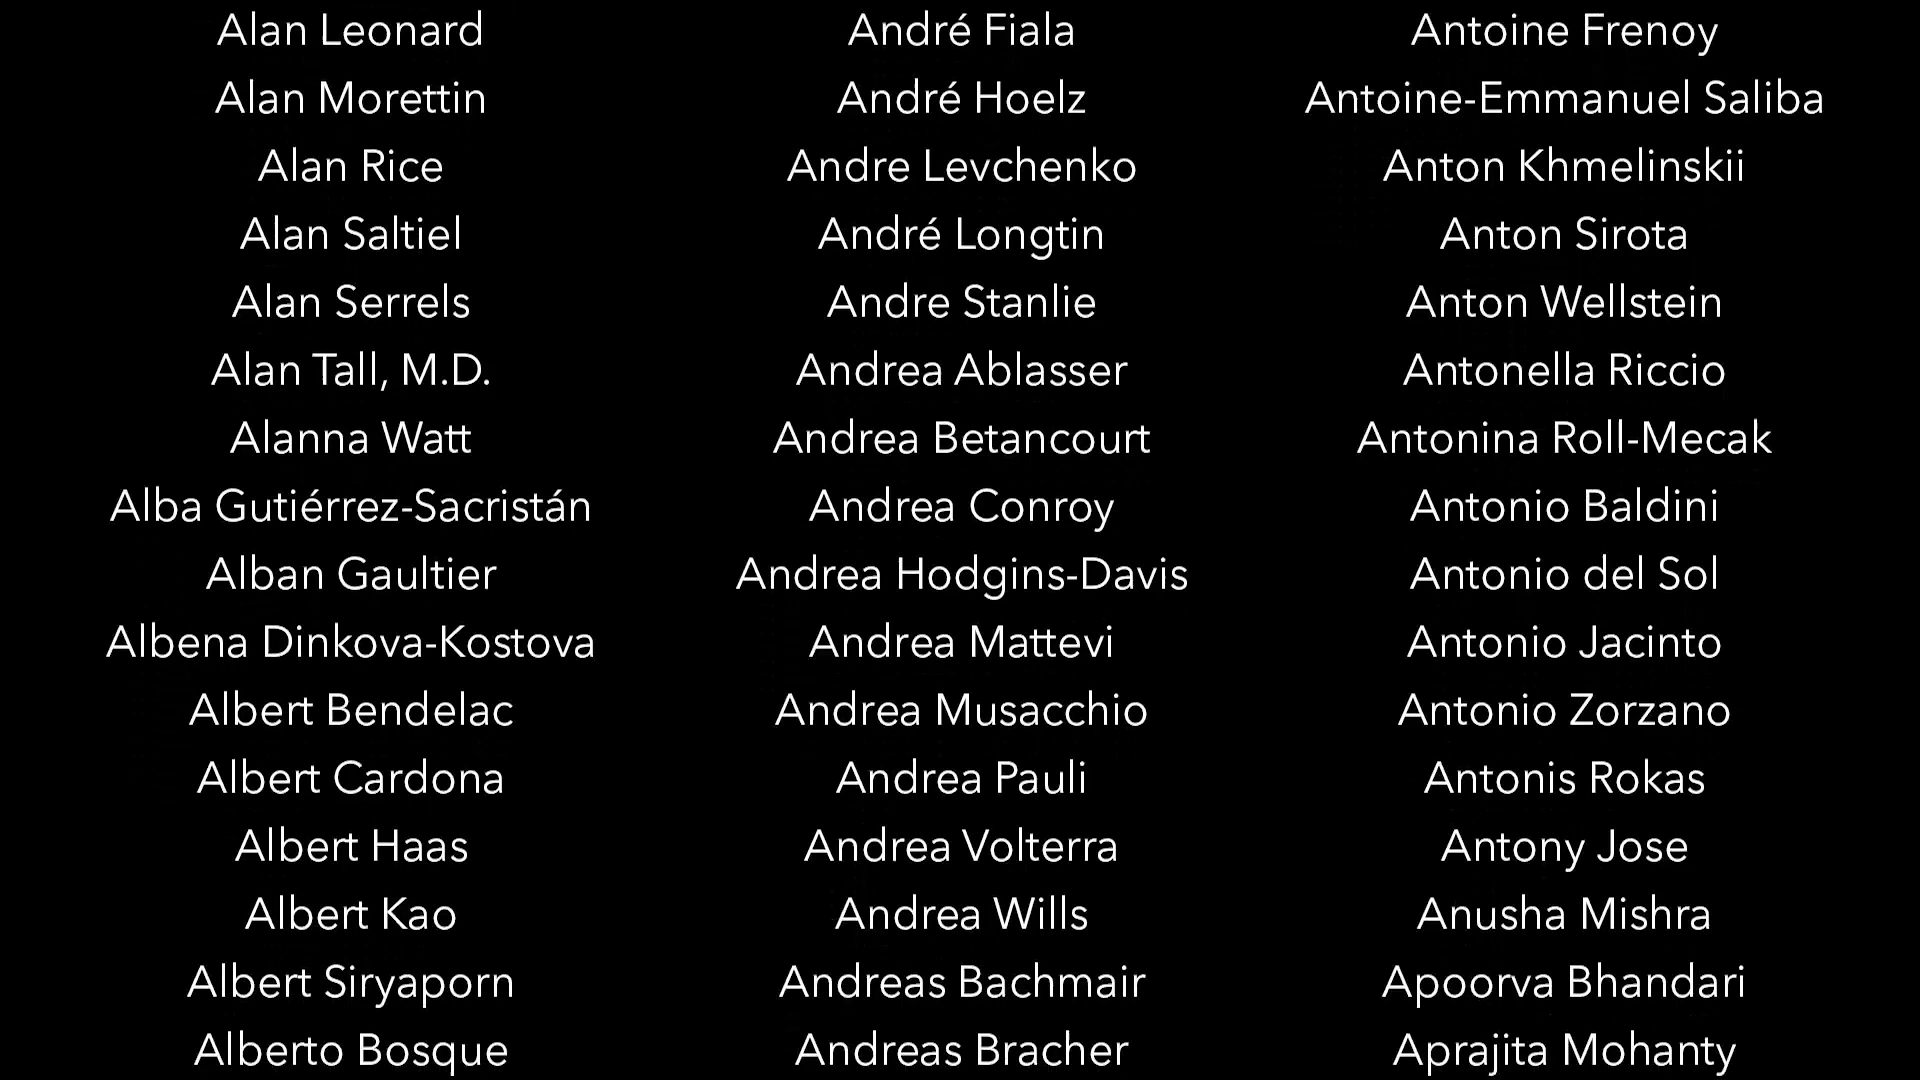 Alan Leonard
Alan Morettin
Alan Rice
Alan Saltiel
Alan Serrels
Alan Tall, M.D.
Alanna Watt
Alba Gutiérrez-Sacristán
Alban Gaultier
Albena Dinkova-Kostova
Albert Bendelac
Albert Cardona
Albert Haas
Albert Kao
Albert Siryaporn
Alberto Bosque
André Fiala
André Hoelz
Andre Levchenko
André Longtin
Andre Stanlie
Andrea Ablasser
Andrea Betancourt
Andrea Conroy
Andrea Hodgins-Davis
Andrea Mattevi
Andrea Musacchio
Andrea Pauli
Andrea Volterra
Andrea Wills
Andreas Bachmair
Andreas Bracher
Antoine Frenoy
Antoine-Emmanuel Saliba
Anton Khmelinskii
Anton Sirota
Anton Wellstein
Antonella Riccio
Antonina Roll-Mecak
Antonio Baldini
Antonio del Sol
Antonio Jacinto
Antonio Zorzano
Antonis Rokas
Antony Jose
Anusha Mishra
Apoorva Bhandari
Aprajita Mohanty